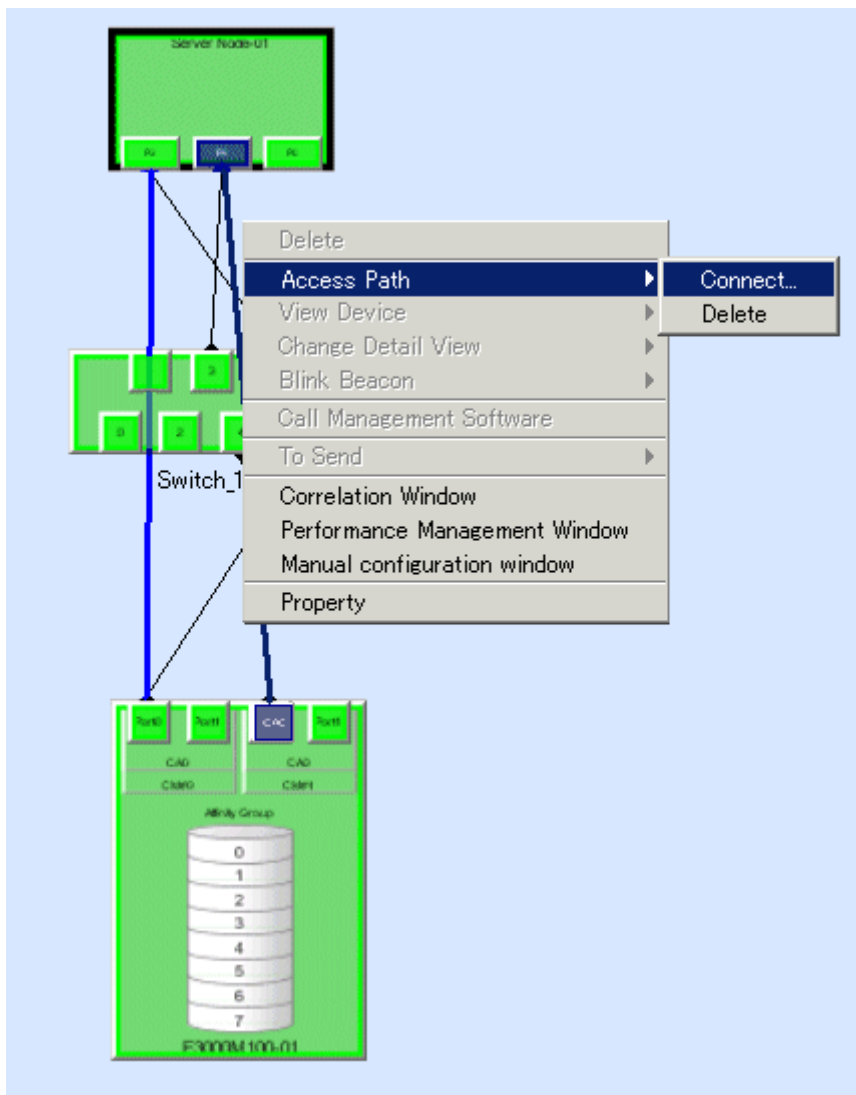 Server Node-01
Delete
Access Path
Connect...
View Device
Delete
Change Detail View
Blink Beacon
Call Management Software
To Send
Correlation Window
Performance Management Window
Manual configuration window
Property
3
0
2
Switch_1
Port0
Port1
Port1
CA0
CA0
CM#0
CM#1
Affinity Group
0
1
2
3
4
5
6
7
E3000M100-01